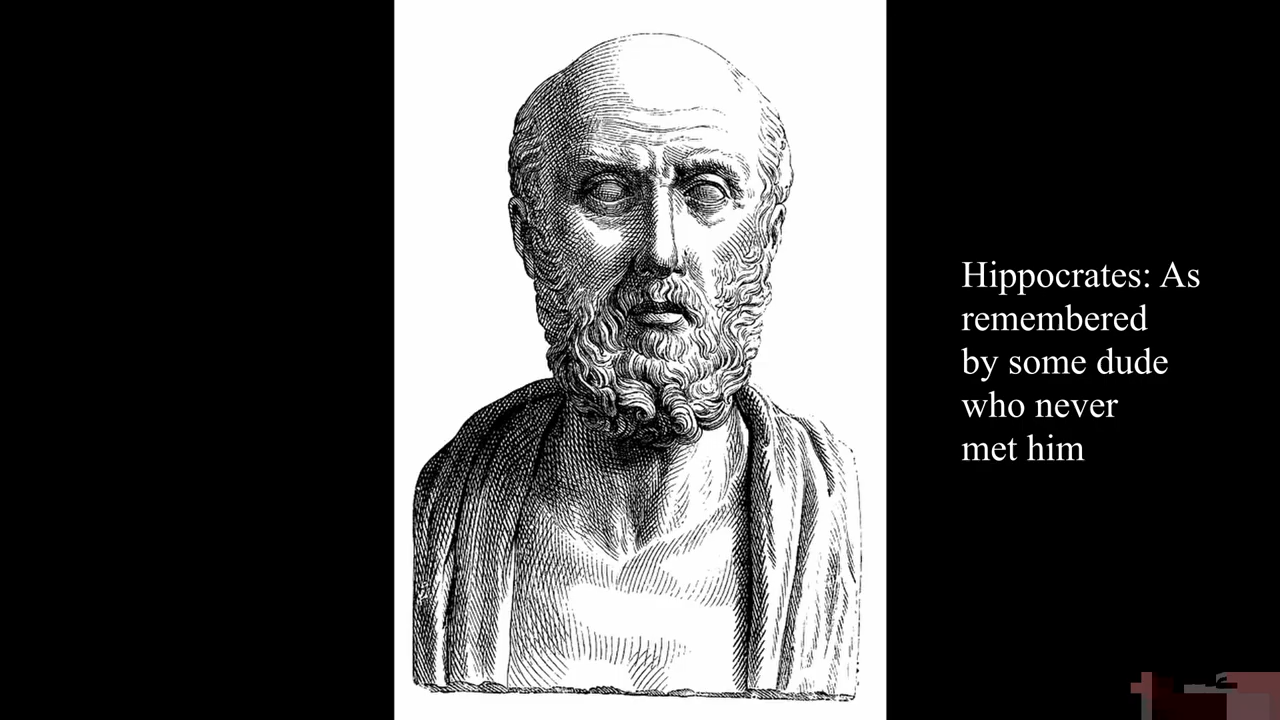 Hippocrates: As
remembered
by some dude
who never
met him